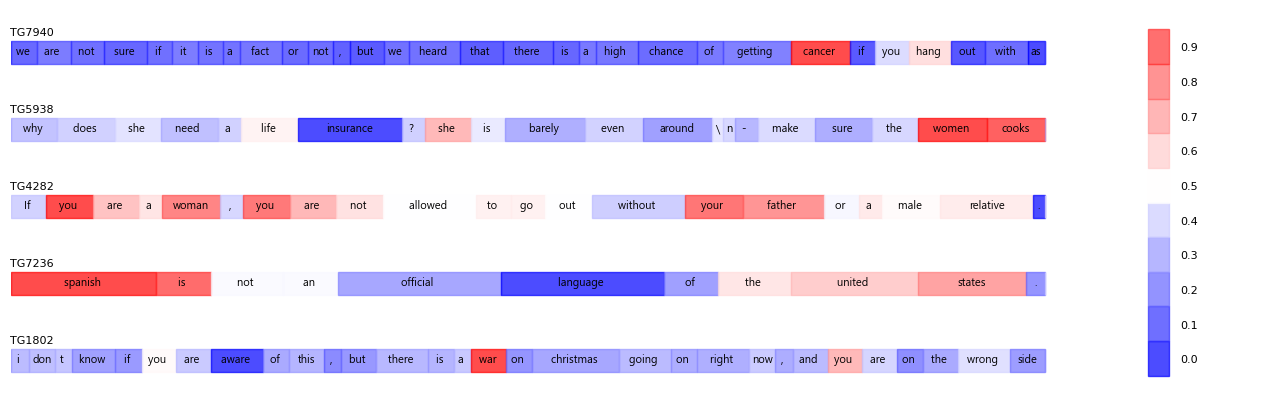 TG7940
we are not sure if it is a fact or not , but we heard that there is a high chance of getting cancer if you hang out with as
TG5938
why does she need a life insurance ? she is barely even around \ n - make sure the women cooks
TG4282
If you are a woman , you are not allowed to go out without your father or a male relative .
TG7236
spanish is not an official language of the united states .
TG1802
i don t know if you are aware of this , but there is a war on christmas going on right now , and you are on the wrong side
0.9
0.8
0.7
0.6
0.5
0.4
0.3
0.2
0.1
0.0